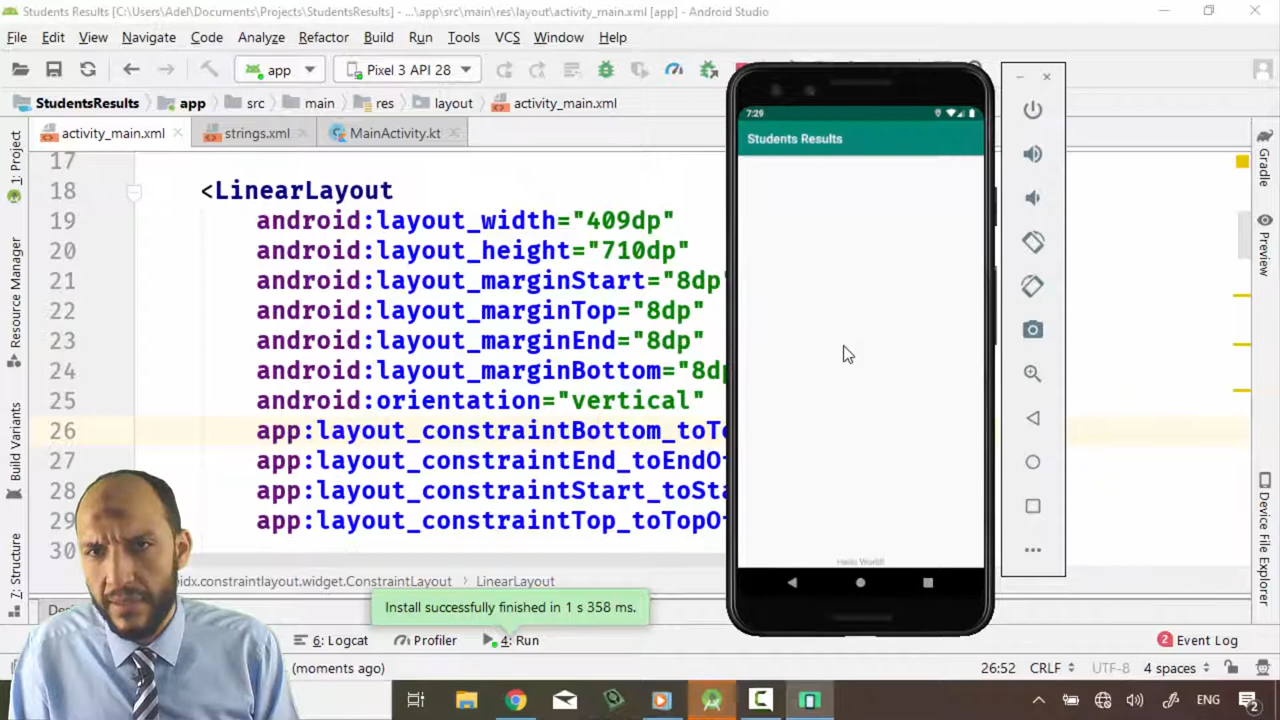 Students Results [C:\Users\Adel\Documents\Projects\StudentsResults] - ...\app\src\main\res\layout\activity_main.xml [app] - Android Studio
File Edit View Navigate Code Analyze Refactor Build Run Tools VCS Window Help
app Pixel 3 API 28
StudentsResults app src main res layout activity_main.xml
activity_main.xml strings.xml MainActivity.kt
17
18 <LinearLayout
19 android:layout_width="409dp"
20 android:layout_height="710dp"
21 android:layout_marginStart="8dp"
22 android:layout_marginTop="8dp"
23 android:layout_marginEnd="8dp"
24 android:layout_marginBottom="8dp
25 android:orientation="vertical"
26 app:layout_constraintBottom_toTo
27 app:layout_constraintEnd_toEndO
28 app:layout_constraintStart_toSta
29 app:layout_constraintTop_toTopO
30
1: Project
Resource Manager
Build Variants
Z: Structure
7:29
Students Results
Hello World!
Gradle
Preview
Device File Explorer
eidx.constraintlayout.widget.ConstraintLayout LinearLayout
Install successfully finished in 1 s 358 ms.
6: Logcat Profiler 4: Run 2 Event Log
(moments ago) 26:52 CRLF UTF-8 4 spaces
ENG 2